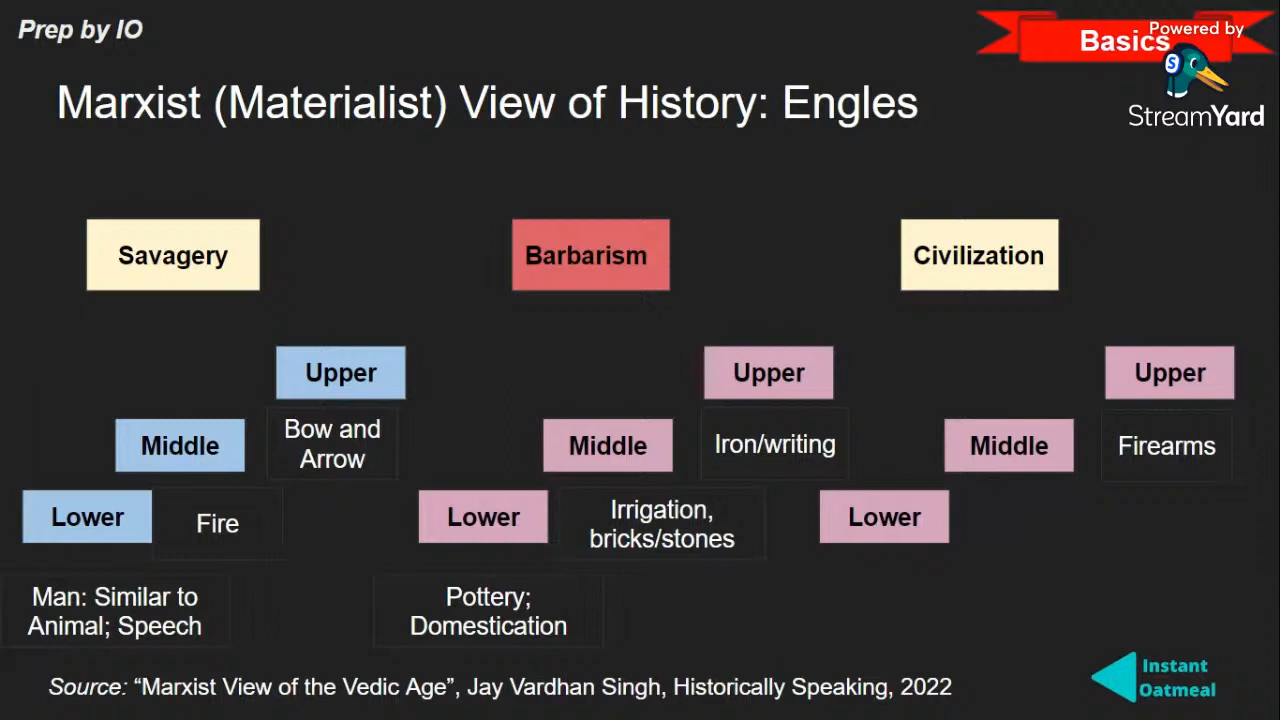 Prep by IO
Basics
Powered by
StreamYard
Marxist (Materialist) View of History: Engles
Savagery
Barbarism
Civilization
Upper
Bow and
Arrow
Middle
Fire
Lower
Man: Similar to
Animal; Speech
Upper
Iron/writing
Middle
Irrigation,
bricks/stones
Lower
Pottery;
Domestication
Upper
Firearms
Middle
Lower
Source: “Marxist View of the Vedic Age”, Jay Vardhan Singh, Historically Speaking, 2022
Instant
Oatmeal